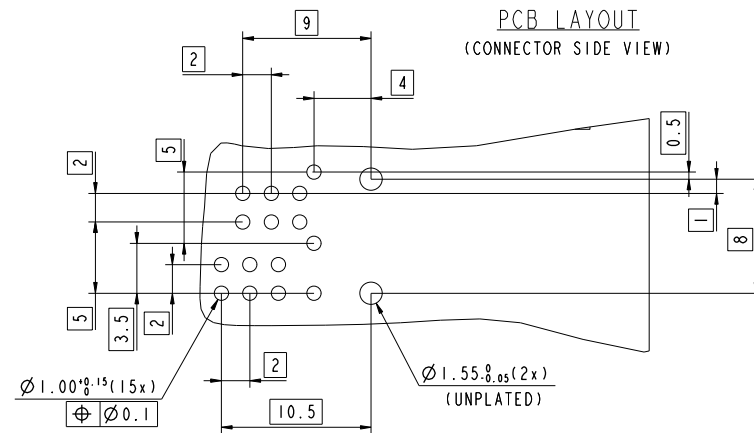 PCB LAYOUT
(CONNECTOR SIDE VIEW)
9
2
4
0.5
5
2
1
8
5
3.5
2
2
10.5
Ø1.00+0.15 0(15x)
⌖ Ø0.1
Ø1.55 0 -0.05(2x)
(UNPLATED)